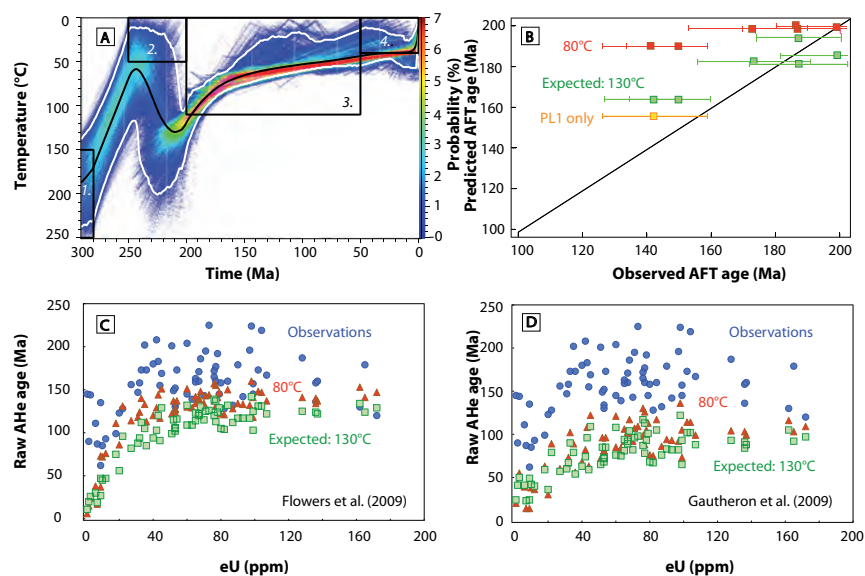 A
1.
2.
3.
4.
0
50
100
150
200
250
Temperature (°C)
300
250
200
150
100
50
0
Time (Ma)
7
6
5
4
3
2
1
0
Probability (%)
B
80°C
Expected: 130°C
PL1 only
200
180
160
140
120
100
Predicted AFT age (Ma)
100
120
140
160
180
200
Observed AFT age (Ma)
C
Observations
80°C
Expected: 130°C
Flowers et al. (2009)
250
200
150
100
50
0
Raw AHe age (Ma)
0
40
80
120
160
200
eU (ppm)
D
Observations
80°C
Expected: 130°C
Gautheron et al. (2009)
250
200
150
100
50
0
Raw AHe age (Ma)
0
40
80
120
160
200
eU (ppm)